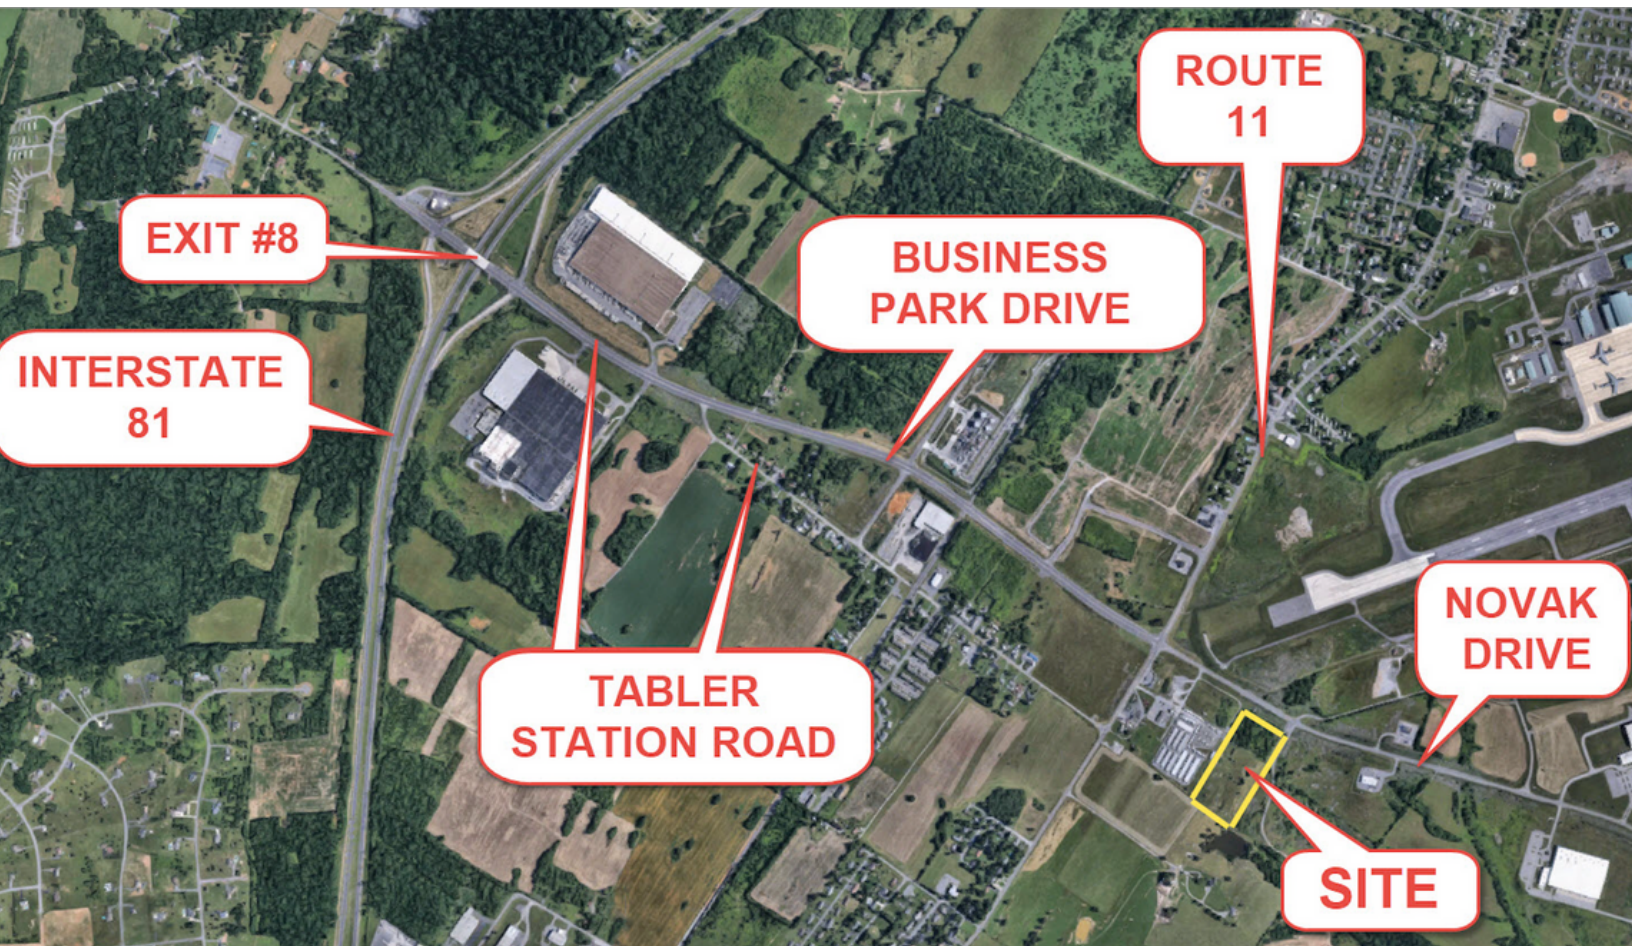 ROUTE
11
EXIT #8
BUSINESS
PARK DRIVE
INTERSTATE
81
NOVAK
DRIVE
TABLER
STATION ROAD
SITE